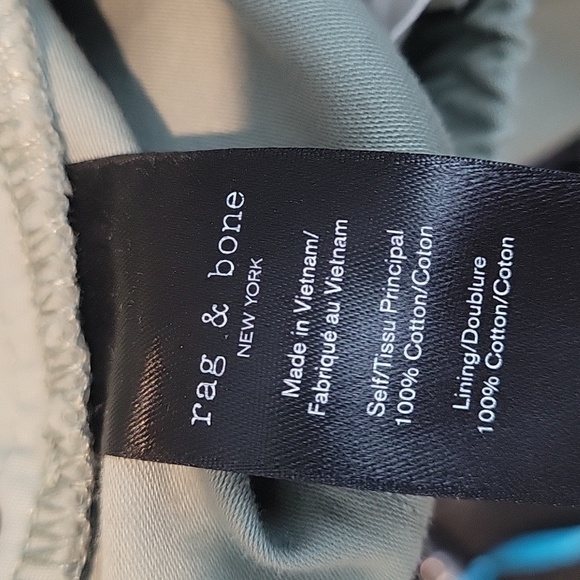 rag & bone
NEW YORK
Made in Vietnam/
Fabriqué au Vietnam
Self/Tissu Principal
100% Cotton/Coton
Lining/Doublure
100% Cotton/Coton